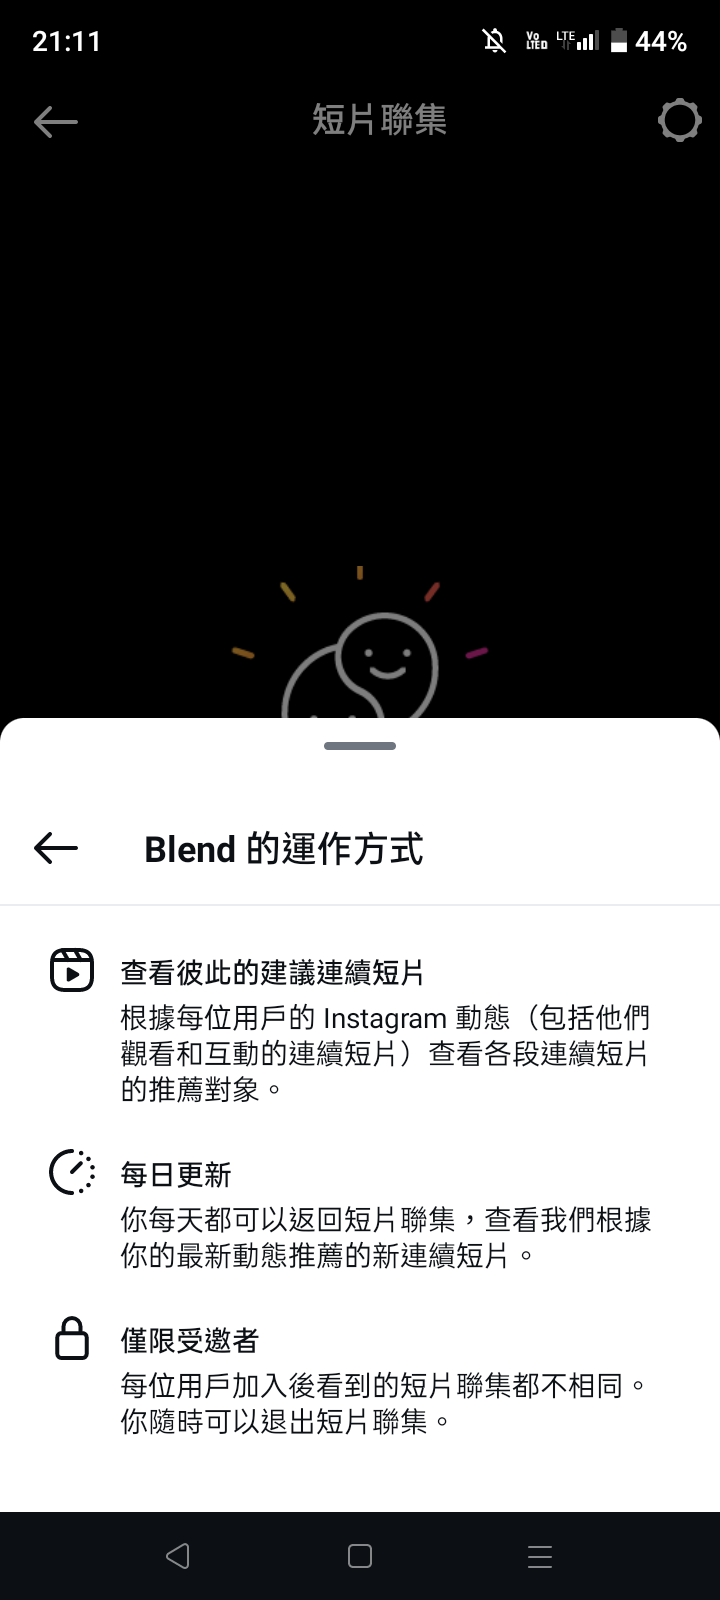 21:11
Vo
LTED
LTE
44%
短片聯集
Blend 的運作方式
查看彼此的建議連續短片
根據每位用戶的 Instagram 動態（包括他們
觀看和互動的連續短片）查看各段連續短片
的推薦對象。
每日更新
你每天都可以返回短片聯集，查看我們根據
你的最新動態推薦的新連續短片。
僅限受邀者
每位用戶加入後看到的短片聯集都不相同。
你隨時可以退出短片聯集。